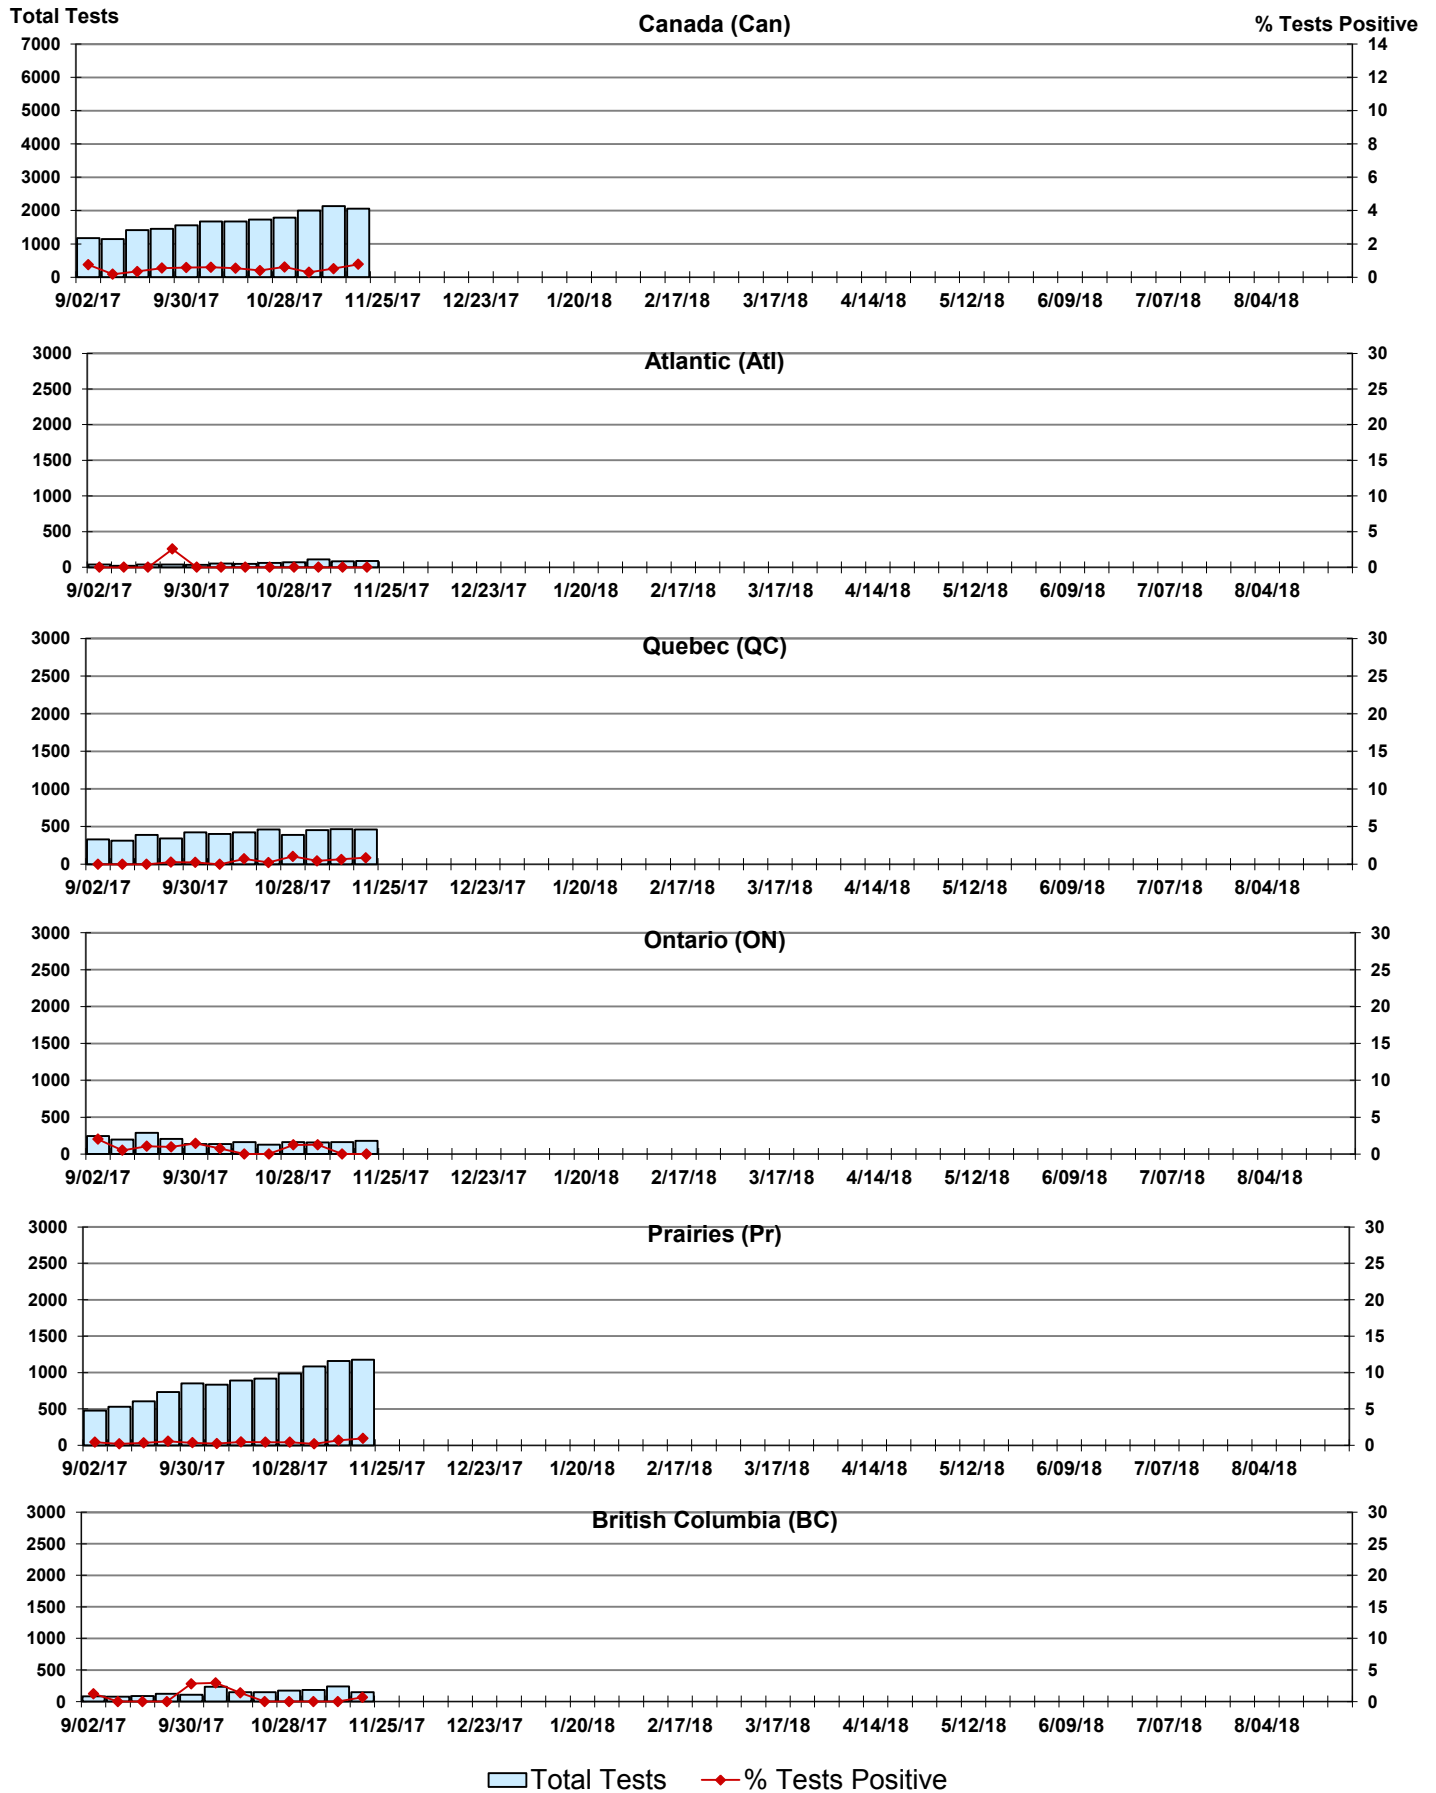 Total Tests
Canada (Can)
% Tests Positive
7000 14
6000 12
5000 10
4000 8
3000 6
2000 4
1000 2
0 0
9/02/17 9/30/17 10/28/17 11/25/17 12/23/17 1/20/18 2/17/18 3/17/18 4/14/18 5/12/18 6/09/18 7/07/18 8/04/18
Atlantic (Atl)
3000 30
2500 25
2000 20
1500 15
1000 10
500 5
0 0
9/02/17 9/30/17 10/28/17 11/25/17 12/23/17 1/20/18 2/17/18 3/17/18 4/14/18 5/12/18 6/09/18 7/07/18 8/04/18
Quebec (QC)
3000 30
2500 25
2000 20
1500 15
1000 10
500 5
0 0
9/02/17 9/30/17 10/28/17 11/25/17 12/23/17 1/20/18 2/17/18 3/17/18 4/14/18 5/12/18 6/09/18 7/07/18 8/04/18
Ontario (ON)
3000 30
2500 25
2000 20
1500 15
1000 10
500 5
0 0
9/02/17 9/30/17 10/28/17 11/25/17 12/23/17 1/20/18 2/17/18 3/17/18 4/14/18 5/12/18 6/09/18 7/07/18 8/04/18
Prairies (Pr)
3000 30
2500 25
2000 20
1500 15
1000 10
500 5
0 0
9/02/17 9/30/17 10/28/17 11/25/17 12/23/17 1/20/18 2/17/18 3/17/18 4/14/18 5/12/18 6/09/18 7/07/18 8/04/18
British Columbia (BC)
3000 30
2500 25
2000 20
1500 15
1000 10
500 5
0 0
9/02/17 9/30/17 10/28/17 11/25/17 12/23/17 1/20/18 2/17/18 3/17/18 4/14/18 5/12/18 6/09/18 7/07/18 8/04/18
Total Tests % Tests Positive